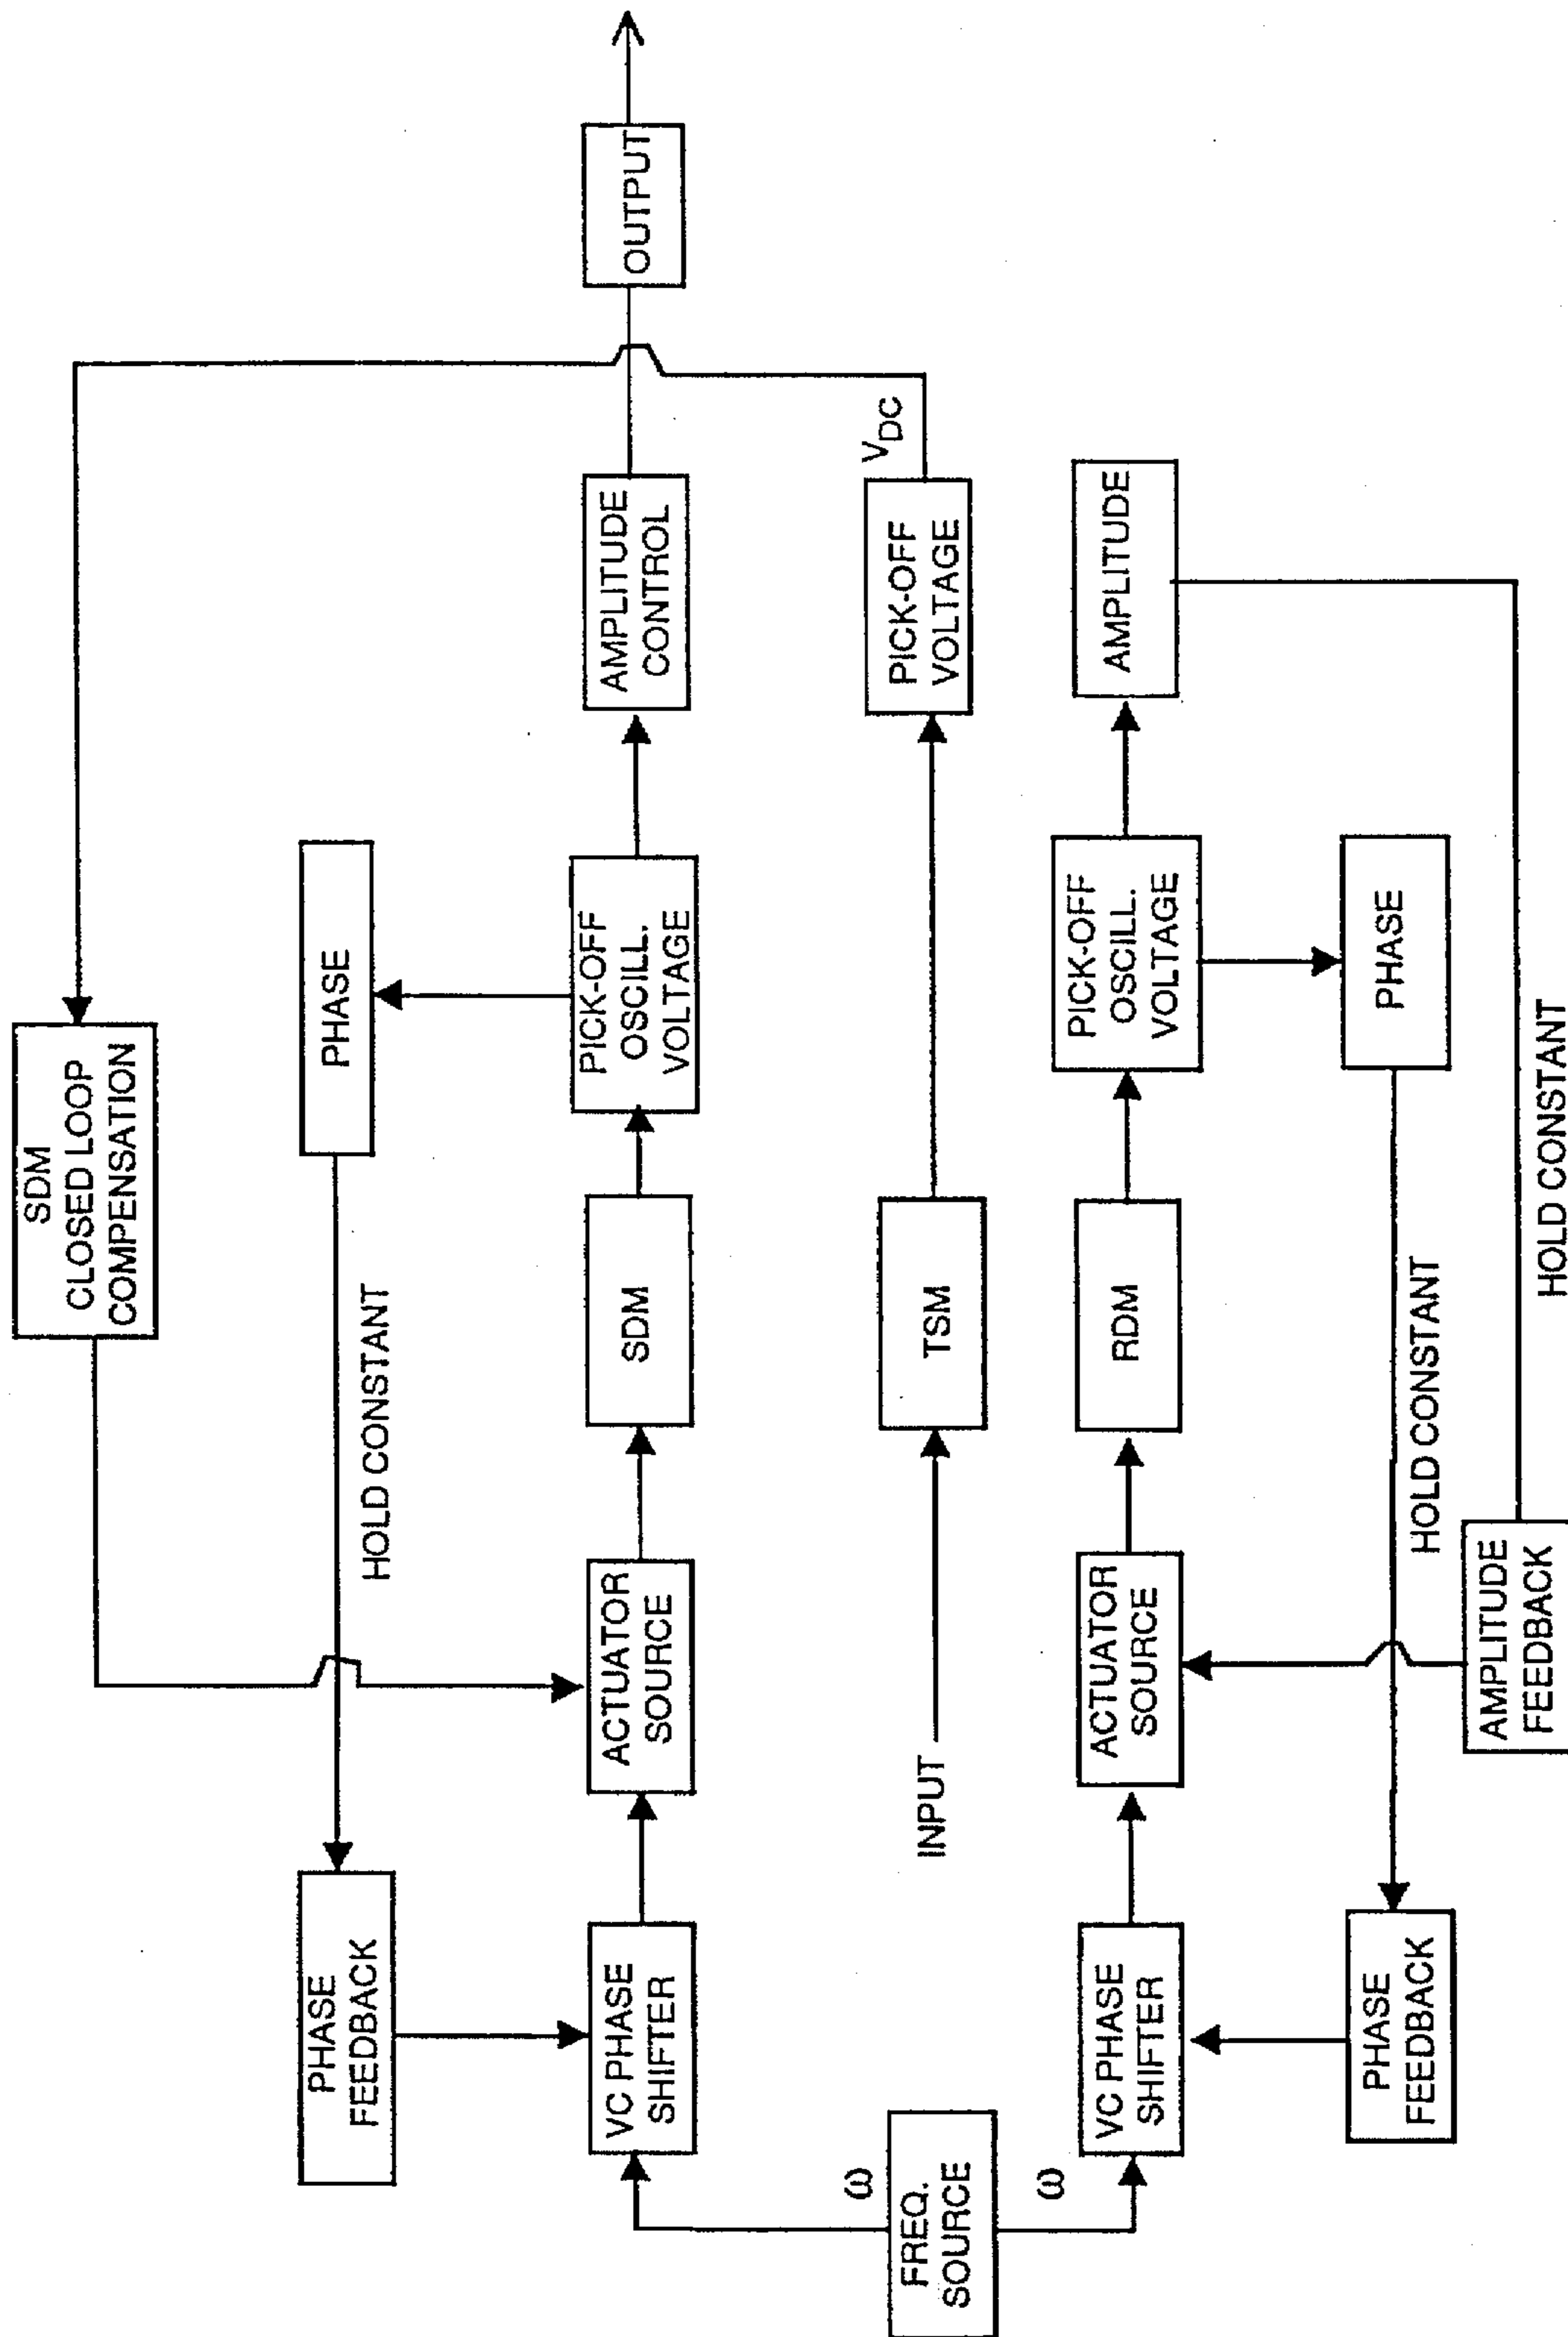 SDM
CLOSED LOOP
COMPENSATION
PHASE
FEEDBACK
HOLD CONSTANT
PHASE
VC PHASE
SHIFTER
ACTUATOR
SOURCE
SDM
PICK-OFF
OSCILL.
VOLTAGE
AMPLITUDE
CONTROL
OUTPUT
FREQ.
SOURCE
ω
ω
INPUT
TSM
PICK-OFF
VOLTAGE
VDC
VC PHASE
SHIFTER
ACTUATOR
SOURCE
RDM
PICK-OFF
OSCILL.
VOLTAGE
AMPLITUDE
PHASE
FEEDBACK
HOLD CONSTANT
PHASE
AMPLITUDE
FEEDBACK
HOLD CONSTANT